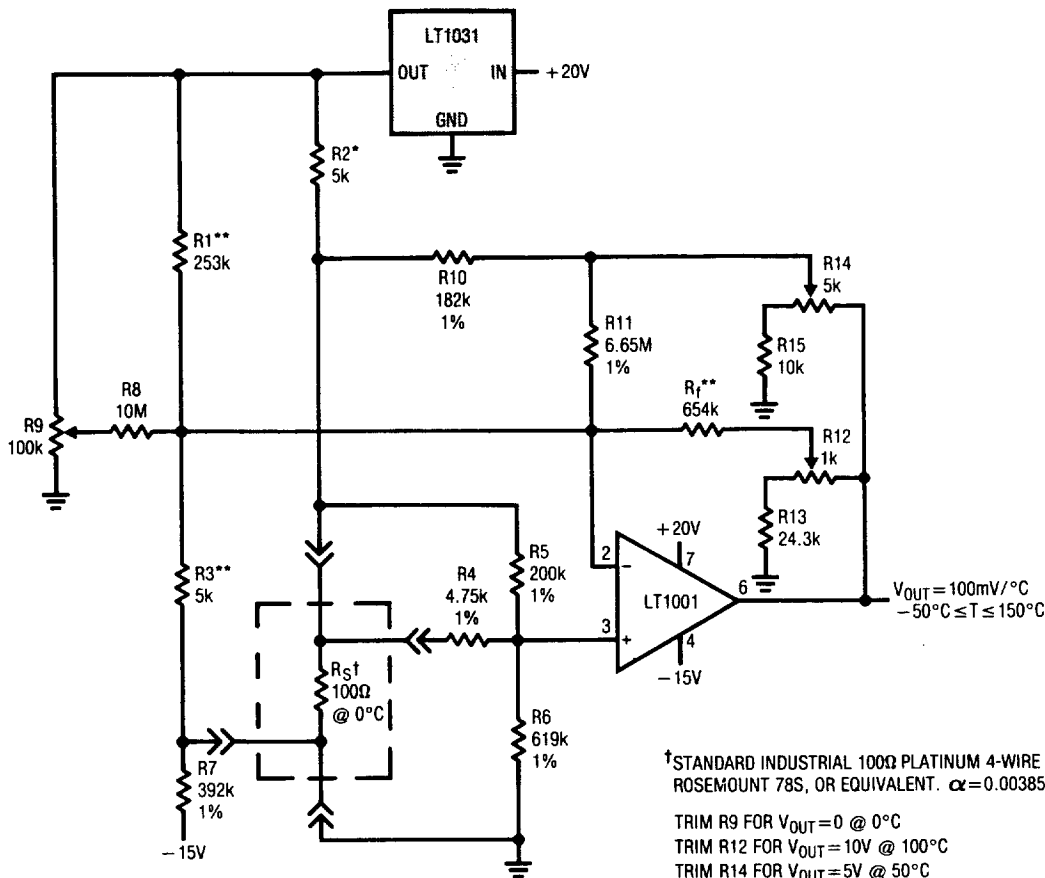 LT1031
OUT
IN
+20V
GND
R2*
5k
R1**
253k
R10
182k
1%
R14
5k
R11
6.65M
1%
R15
10k
R8
10M
R9
100k
Rf**
654k
R12
1k
R13
24.3k
R3**
5k
R5
200k
1%
R4
4.75k
1%
+20V
2
7
−
LT1001
6
3
+
4
−15V
VOUT=100mV/°C
−50°C≤T≤150°C
RS†
100Ω
@ 0°C
R6
619k
1%
R7
392k
1%
−15V
†STANDARD INDUSTRIAL 100Ω PLATINUM 4-WIRE
ROSEMOUNT 78S, OR EQUIVALENT. α=0.00385
TRIM R9 FOR VOUT=0 @ 0°C
TRIM R12 FOR VOUT=10V @ 100°C
TRIM R14 FOR VOUT=5V @ 50°C